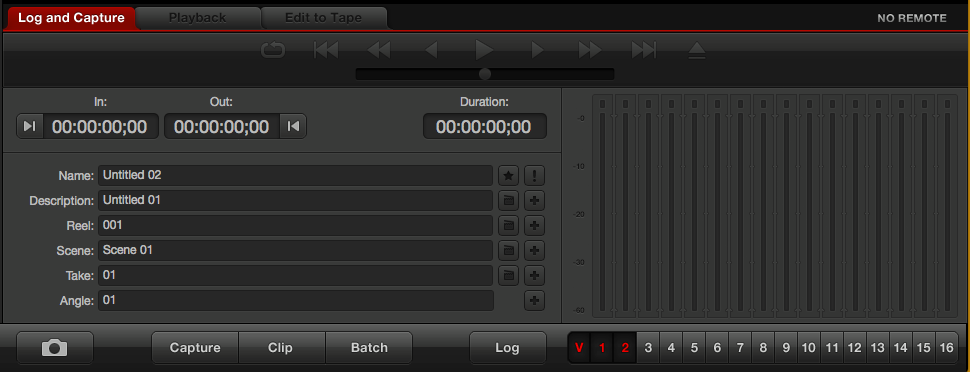 Log and Capture Playback Edit to Tape NO REMOTE
In: Out: Duration:
00:00:00;00 00:00:00;00 00:00:00;00
Name: Untitled 02
Description: Untitled 01
Reel: 001
Scene: Scene 01
Take: 01
Angle: 01
-0
-10
-20
-30
-60
Capture Clip Batch Log V 1 2 3 4 5 6 7 8 9 10 11 12 13 14 15 16